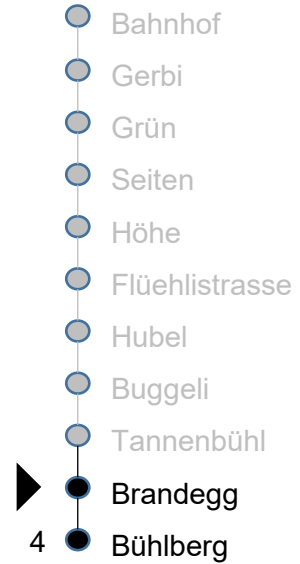 Bahnhof
Gerbi
Grün
Seiten
Höhe
Flüehlistrasse
Hubel
Buggeli
Tannenbühl
Brandegg
4 Bühlberg